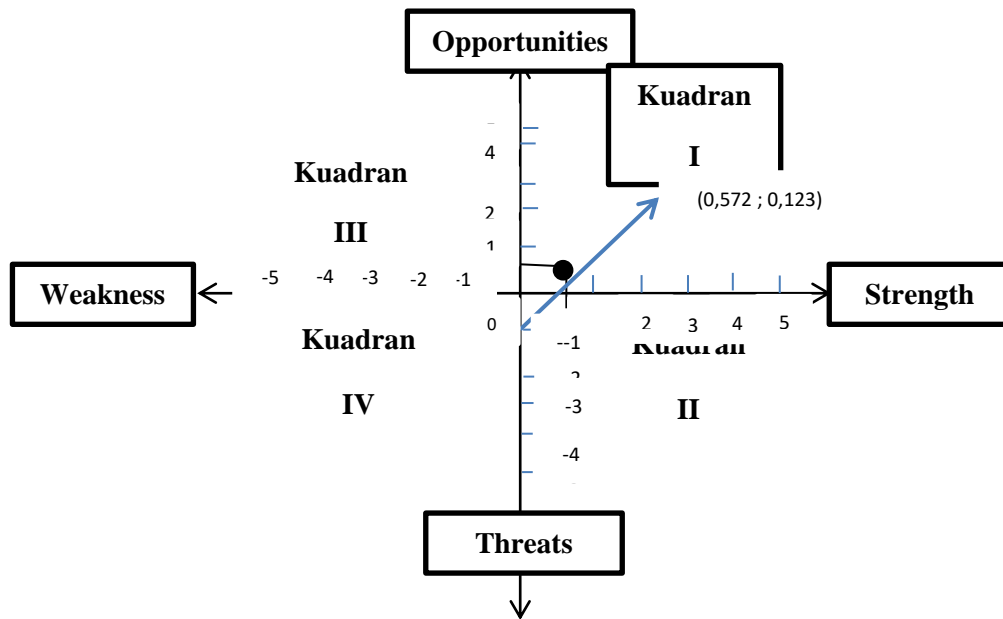 Opportunities
Kuadran
I
(0,572 ; 0,123)
4
Kuadran
2
III
1
-5 -4 -3 -2 -1
Weakness
Strength
0
2 3 4 5
Kuadran
--1
Kuadran
IV
-3
II
-4
Threats